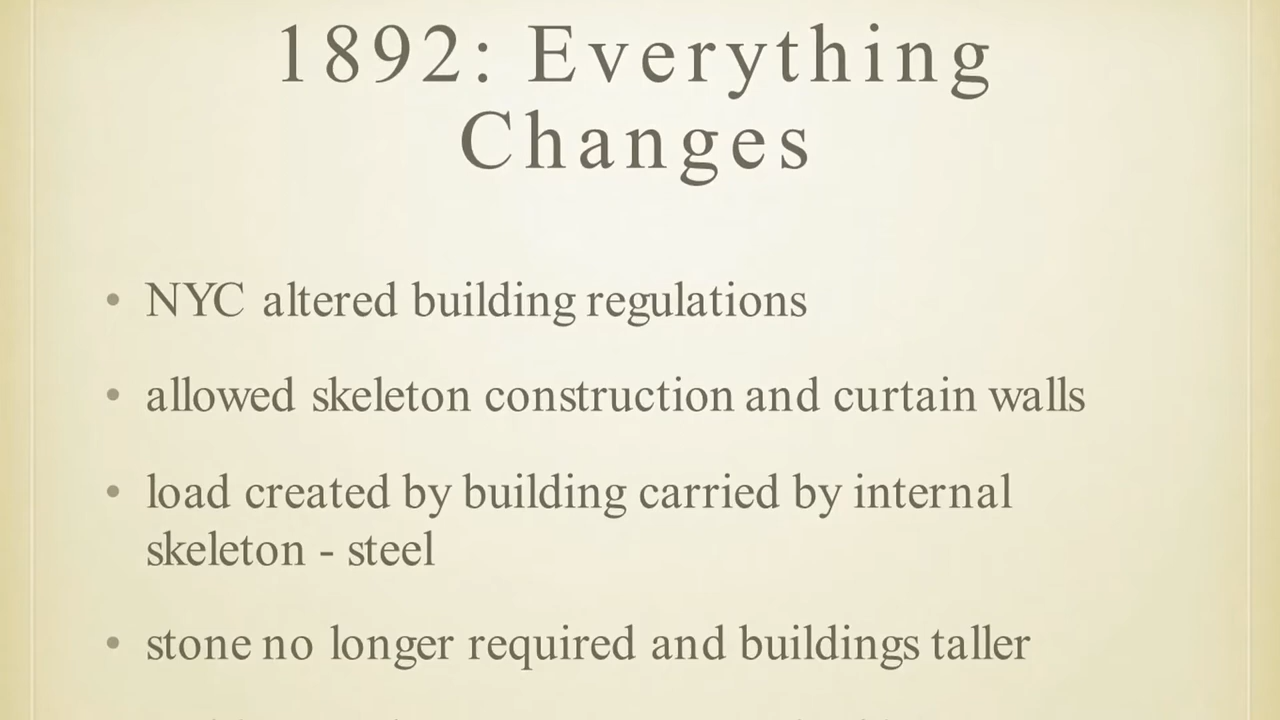 1892: Everything
Changes
• NYC altered building regulations
• allowed skeleton construction and curtain walls
• load created by building carried by internal
skeleton - steel
• stone no longer required and buildings taller